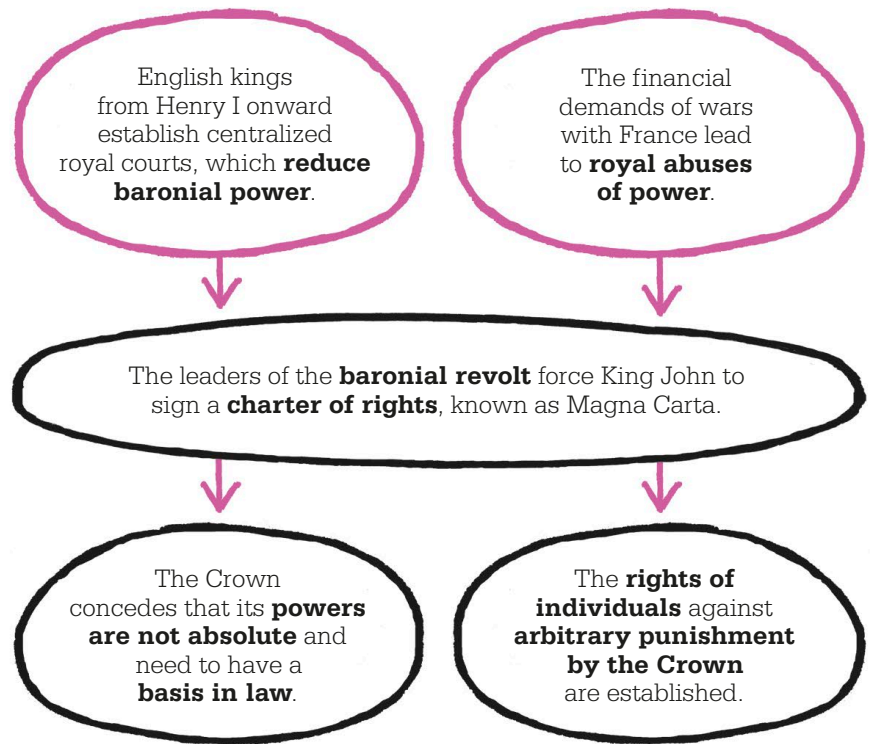 English kings
from Henry I onward
establish centralized
royal courts, which reduce
baronial power.
The financial
demands of wars
with France lead
to royal abuses
of power.
The leaders of the baronial revolt force King John to
sign a charter of rights, known as Magna Carta.
The Crown
concedes that its powers
are not absolute and
need to have a
basis in law.
The rights of
individuals against
arbitrary punishment
by the Crown
are established.